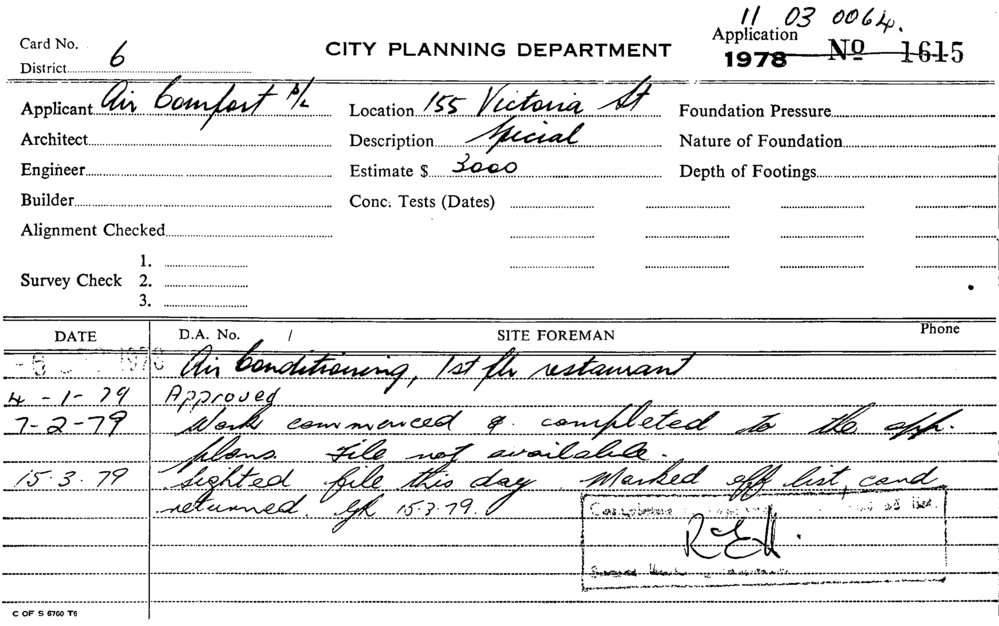 11 03 0064.
Application
Card No. 6
CITY PLANNING DEPARTMENT
1978 No 1615
District
Applicant Air Comfort P/L
Location 155 Victoria St
Foundation Pressure
Architect
Description Special
Nature of Foundation
Engineer
Estimate $ 3000
Depth of Footings
Builder
Conc. Tests (Dates)
Alignment Checked
1.
Survey Check 2.
3.
DATE D.A. No. / SITE FOREMAN Phone
Air Conditioning, 1st flr restaurant
4-1-79 Approved
7-2-79 Work commenced & completed to the app.
plans. File not available.
15.3.79 Sighted file this day. Marked off list, card
returned. 15.3.79.
C OF S 6760 T6